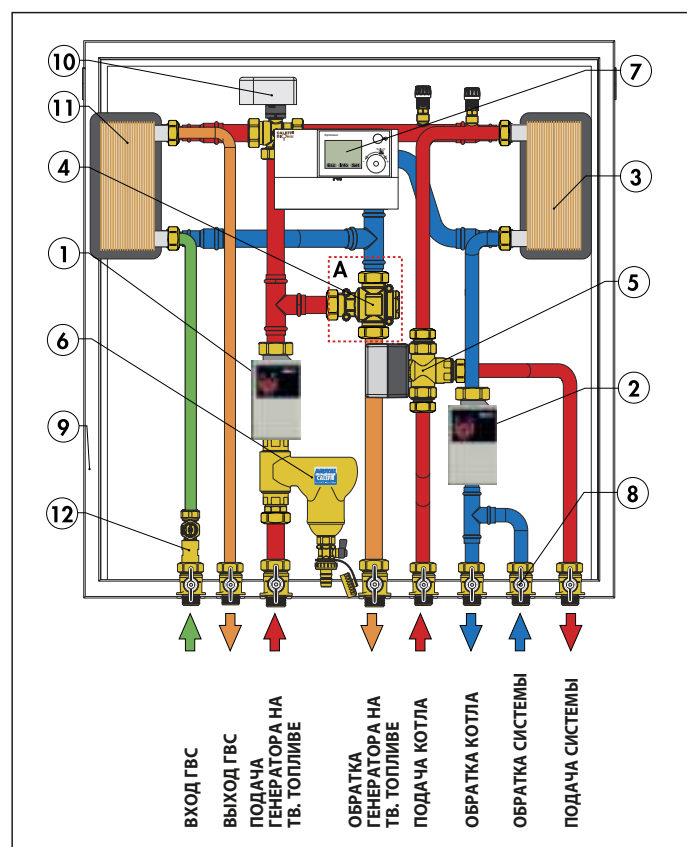 10
7
11
4
3
A
1
5
6
2
9
8
12
CALEFFI
ВХОД ГВС
ВЫХОД ГВС
ПОДАЧА
ГЕНЕРАТОРА НА
ТВ. ТОПЛИВЕ
ОБРАТКА
ГЕНЕРАТОРА НА
ТВ. ТОПЛИВЕ
ПОДАЧА КОТЛА
ОБРАТКА КОТЛА
ОБРАТКА СИСТЕМЫ
ПОДАЧА СИСТЕМЫ